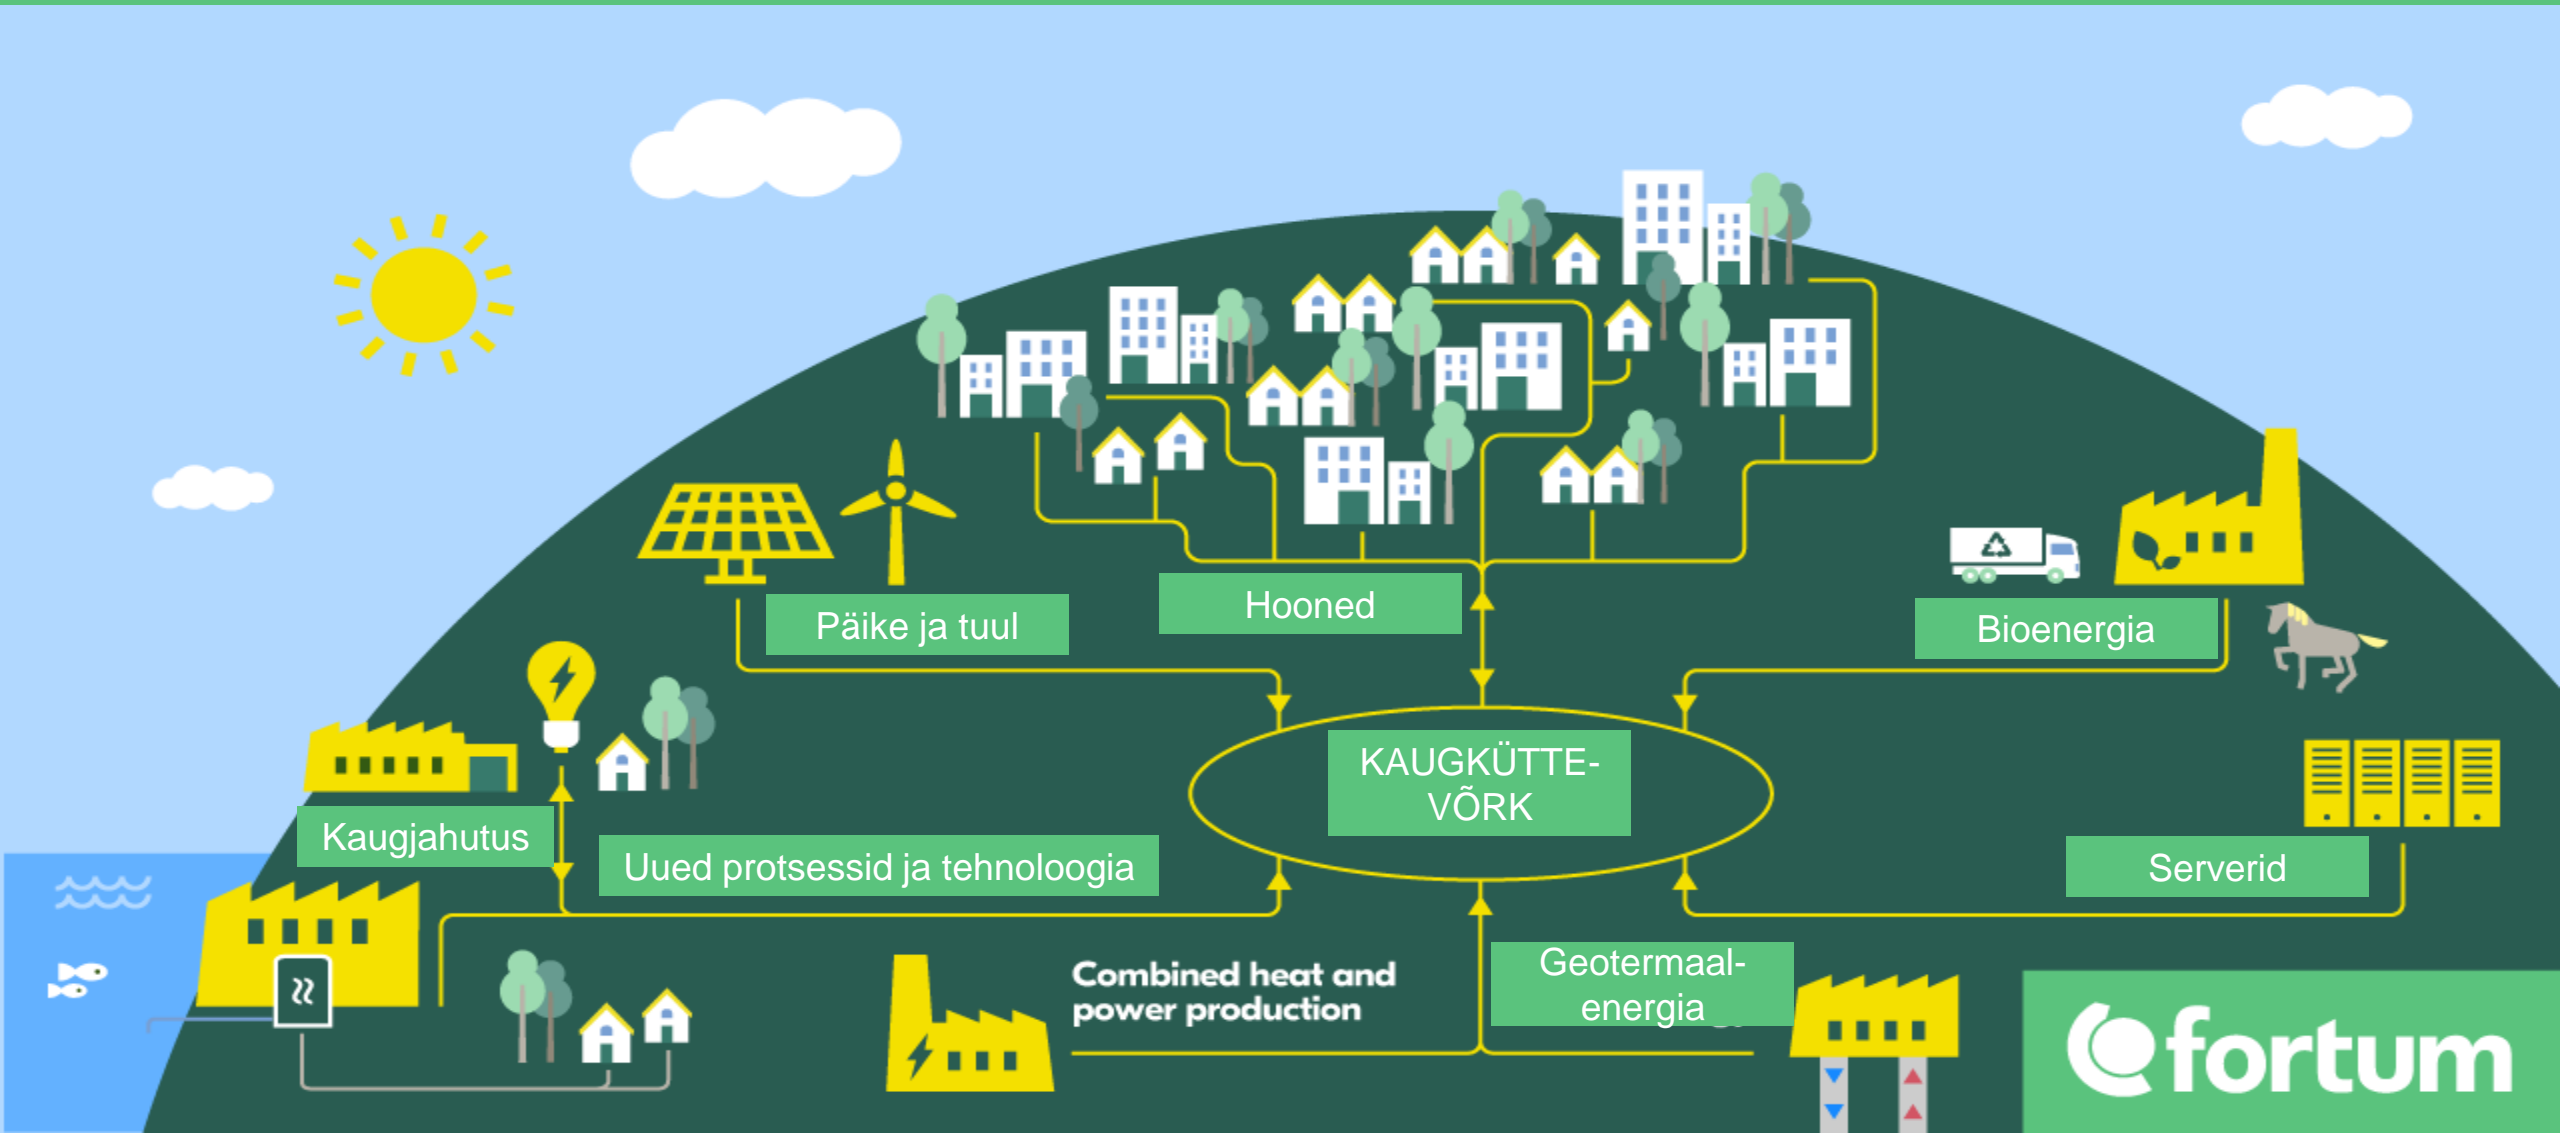 Hooned
Päike ja tuul
Bioenergia
KAUGKÜTTE-
VÕRK
Kaugjahutus
Uued protsessid ja tehnoloogia
Serverid
Combined heat and
power production
Geotermaal-
energia
fortum